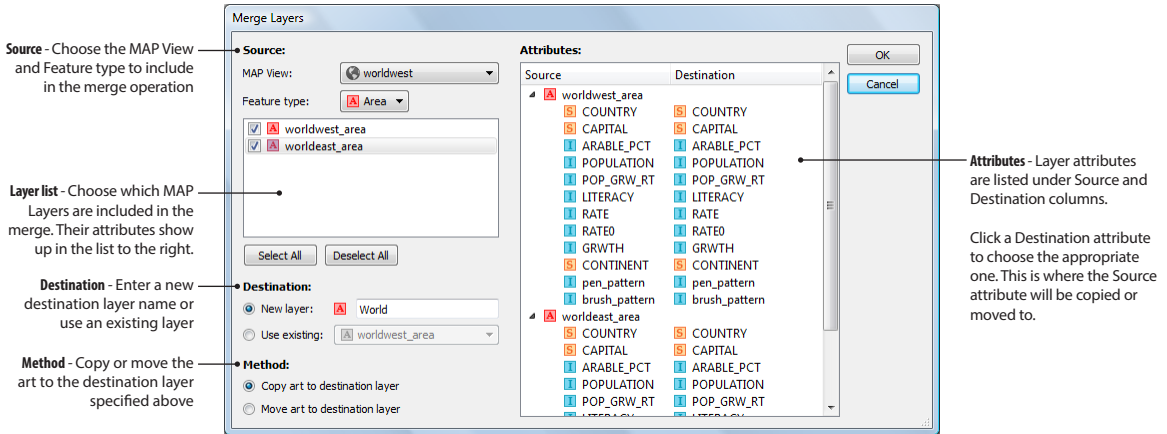 Merge Layers
Source - Choose the MAP View
and Feature type to include
in the merge operation
Layer list - Choose which MAP
Layers are included in the
merge. Their attributes show
up in the list to the right.
Destination - Enter a new
destination layer name or
use an existing layer
Method - Copy or move the
art to the destination layer
specified above
Source:
MAP View: worldwest
Feature type: A Area
A worldwest_area
A worldeast_area
Select All Deselect All
Destination:
New layer: A World
Use existing: A worldwest_area
Method:
Copy art to destination layer
Move art to destination layer
Attributes:
Source Destination
A worldwest_area
S COUNTRY S COUNTRY
S CAPITAL S CAPITAL
I ARABLE_PCT I ARABLE_PCT
I POPULATION I POPULATION
I POP_GRW_RT I POP_GRW_RT
I LITERACY I LITERACY
I RATE I RATE
I RATE0 I RATE0
I GRWTH I GRWTH
S CONTINENT S CONTINENT
I pen_pattern I pen_pattern
I brush_pattern I brush_pattern
A worldeast_area
S COUNTRY S COUNTRY
S CAPITAL S CAPITAL
I ARABLE_PCT I ARABLE_PCT
I POPULATION I POPULATION
I POP_GRW_RT I POP_GRW_RT
I LITERACY I LITERACY
OK
Cancel
Attributes - Layer attributes
are listed under Source and
Destination columns.
Click a Destination attribute
to choose the appropriate
one. This is where the Source
attribute will be copied or
moved to.